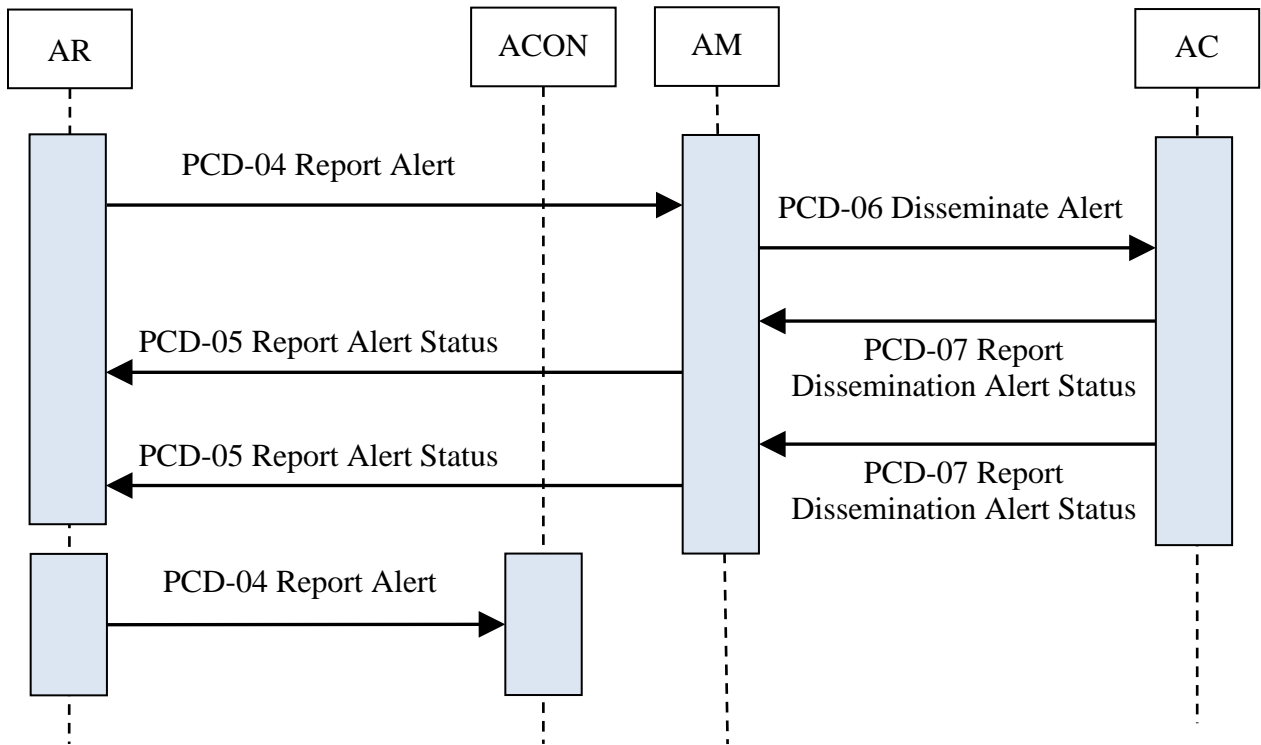 AR
ACON
AM
AC
PCD-04 Report Alert
PCD-06 Disseminate Alert
PCD-05 Report Alert Status
PCD-07 Report
Dissemination Alert Status
PCD-05 Report Alert Status
PCD-07 Report
Dissemination Alert Status
PCD-04 Report Alert